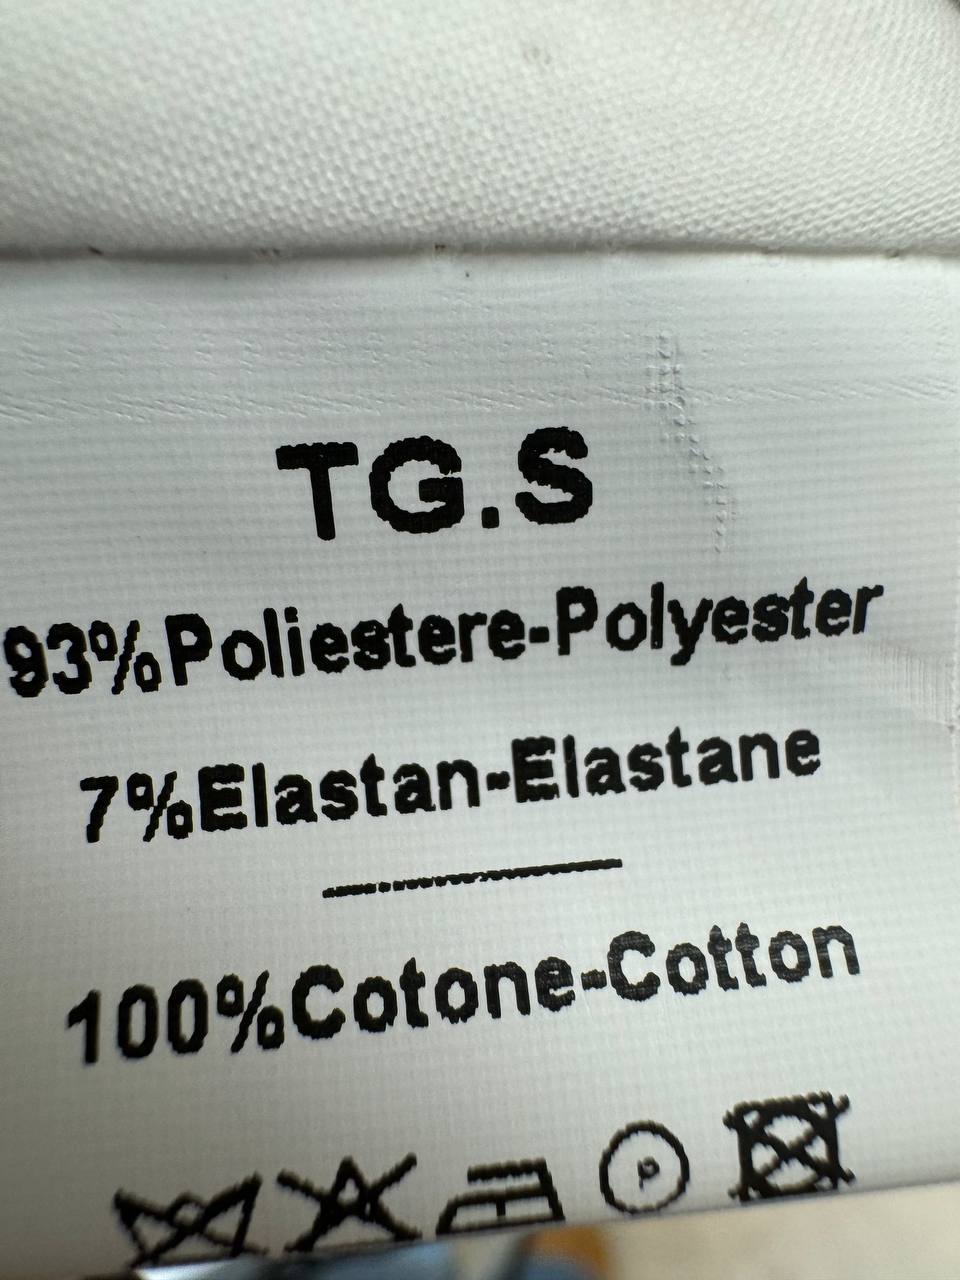 TG.S
93%Poliestere-Polyester
7%Elastan-Elastane
100%Cotone-Cotton
P